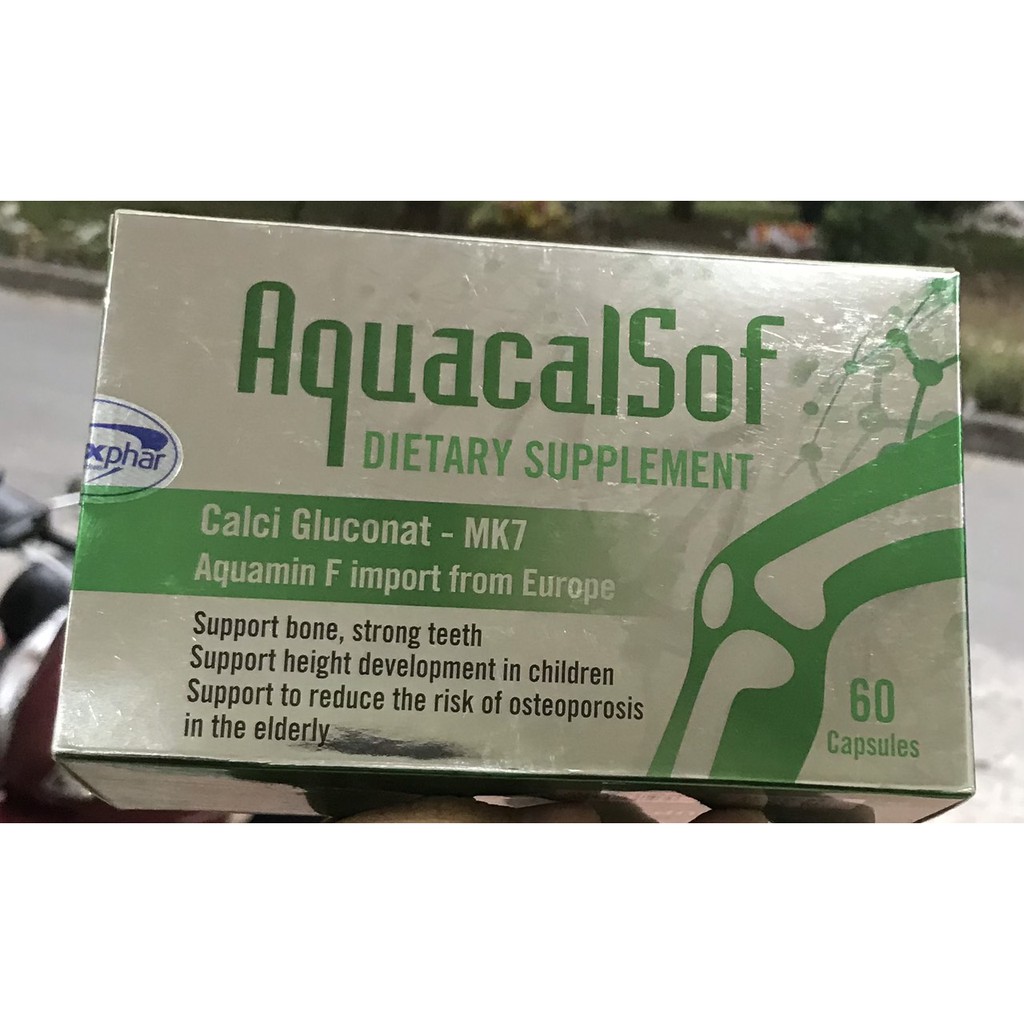 AquacalSof
DIETARY SUPPLEMENT
xphar
Calci Gluconat - MK7
Aquamin F import from Europe
Support bone, strong teeth
Support height development in children
Support to reduce the risk of osteoporosis
in the elderly
60
Capsules